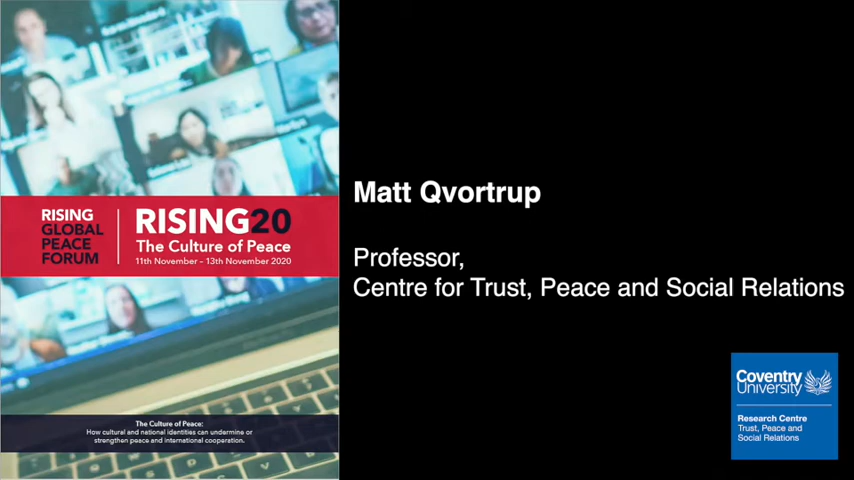 RISING
GLOBAL
PEACE
FORUM
RISING20
The Culture of Peace
11th November – 13th November 2020
The Culture of Peace:
How cultural and national identities can undermine or
strengthen peace and international cooperation.
Matt Qvortrup
Professor,
Centre for Trust, Peace and Social Relations
Coventry
University
Research Centre
Trust, Peace and
Social Relations